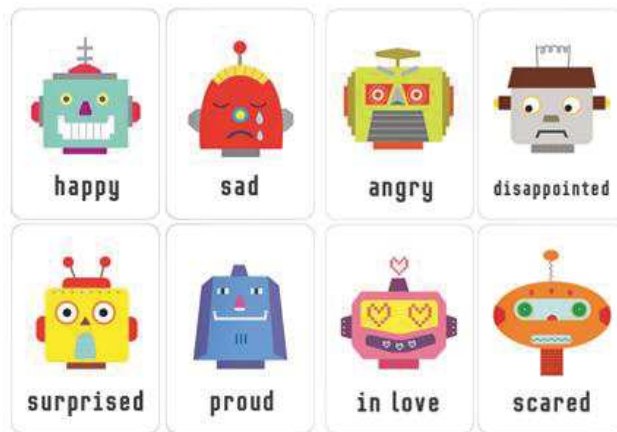 happy
sad
angry
disappointed
surprised
proud
in love
scared